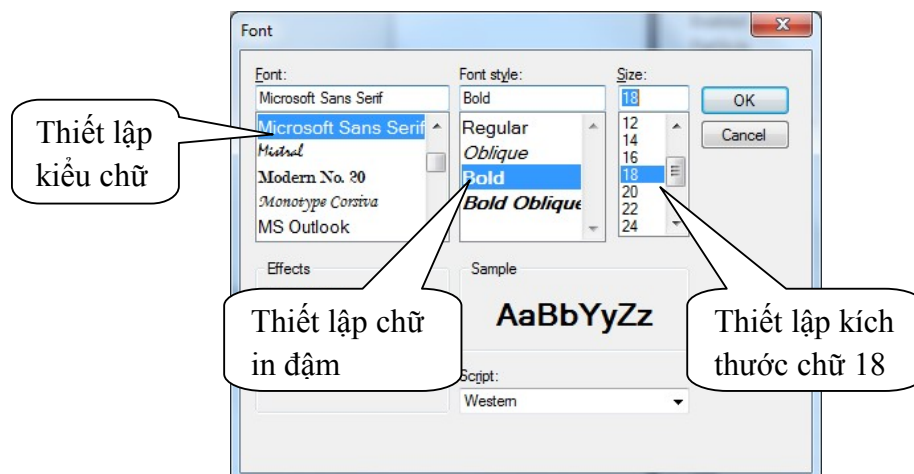 Font
Font:
Font style:
Size:
Microsoft Sans Serif
Bold
18
OK
Cancel
Microsoft Sans Serif
Mistral
Modern No. 20
Monotype Corsiva
MS Outlook
Regular
Oblique
Bold
Bold Oblique
12
14
16
18
20
22
24
Thiết lập
kiểu chữ
Effects
Sample
AaBbYyZz
Thiết lập chữ
in đậm
Thiết lập kích
thước chữ 18
Script:
Western